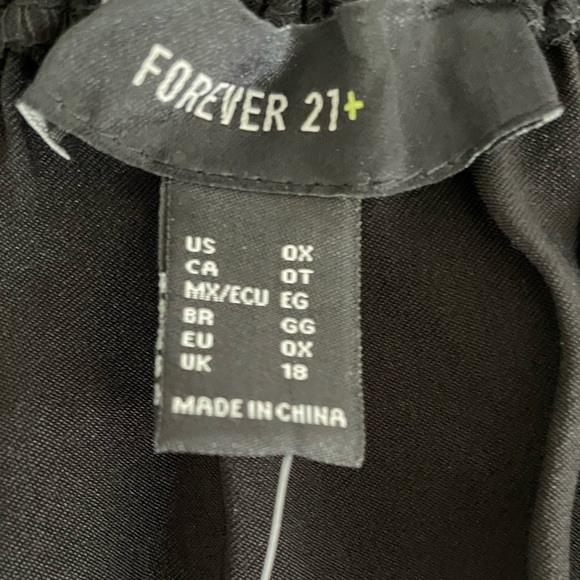 FOREVER 21+
US 0X
CA 0T
MX/ECU EG
BR GG
EU 0X
UK 18
MADE IN CHINA